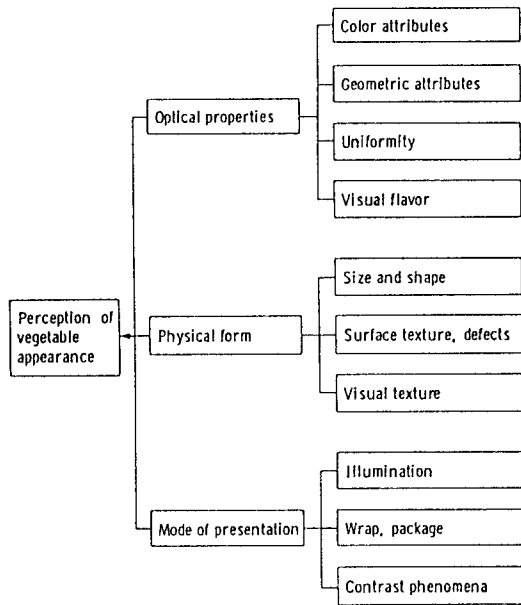 Color attributes
Geometric attributes
Optical properties
Uniformity
Visual flavor
Size and shape
Perception of
vegetable
appearance
Physical form
Surface texture, defects
Visual texture
Illumination
Mode of presentation
Wrap, package
Contrast phenomena